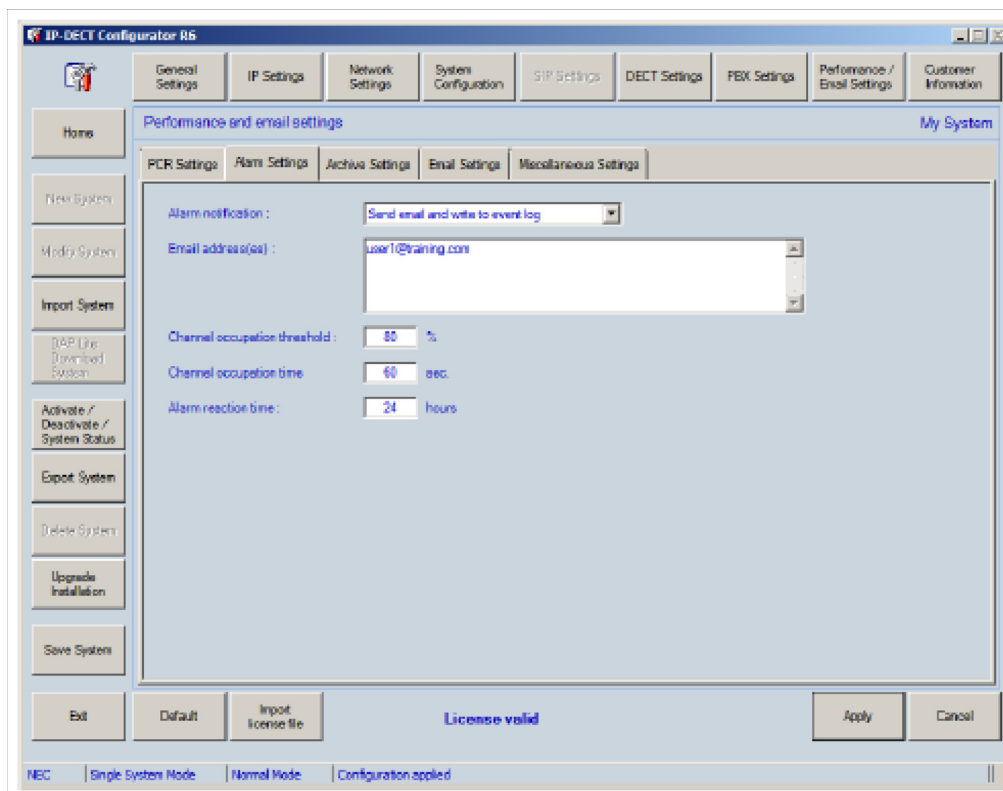 IP-DECT Configurator R6
General Settings
IP Settings
Network Settings
System Configuration
SIP Settings
DECT Settings
PBX Settings
Performance / Email Settings
Customer Information
Home
New System
Modify System
Import System
DAP Lite Download System
Activate / Deactivate / System Status
Export System
Delete System
Upgrade Installation
Save System
Performance and email settings
My System
PCR Settings
Alarm Settings
Archive Settings
Email Settings
Miscellaneous Settings
Alarm notification :
Send email and write to event log
Email address(es) :
user1@training.com
Channel occupation threshold :
80 %
Channel occupation time
60 sec.
Alarm reaction time :
24 hours
Exit
Default
Import license file
License valid
Apply
Cancel
NEC
Single System Mode
Normal Mode
Configuration applied